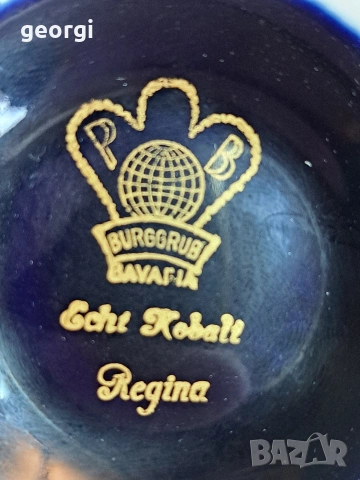 georgi
P B
BURGGRUB
BAVARIA
Echt Kobalt
Regina
BAZAR